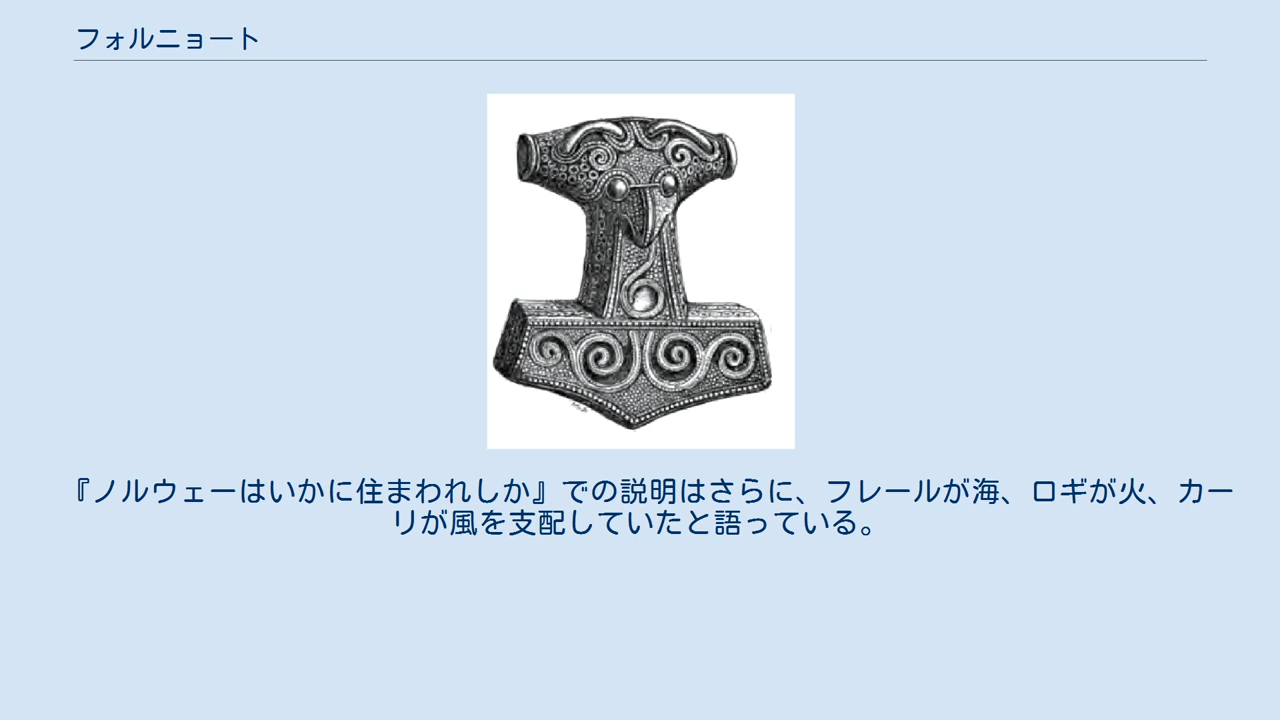 フォルニョート
『ノルウェーはいかに住まわれしか』での説明はさらに、フレールが海、ロギが火、カー
リが風を支配していたと語っている。